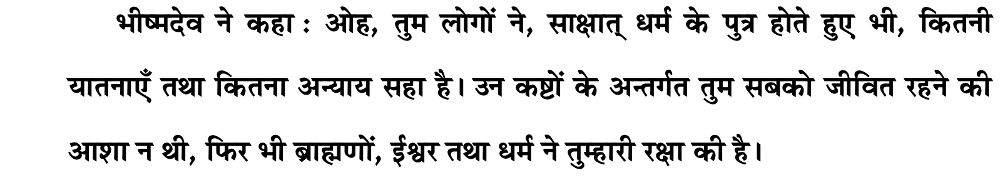 भीष्मदेव ने कहा : ओह, तुम लोगों ने, साक्षात् धर्म के पुत्र होते हुए भी, कितनी
यातनाएँ तथा कितना अन्याय सहा है। उन कष्टों के अन्तर्गत तुम सबको जीवित रहने की
आशा न थी, फिर भी ब्राह्मणों, ईश्वर तथा धर्म ने तुम्हारी रक्षा की है।